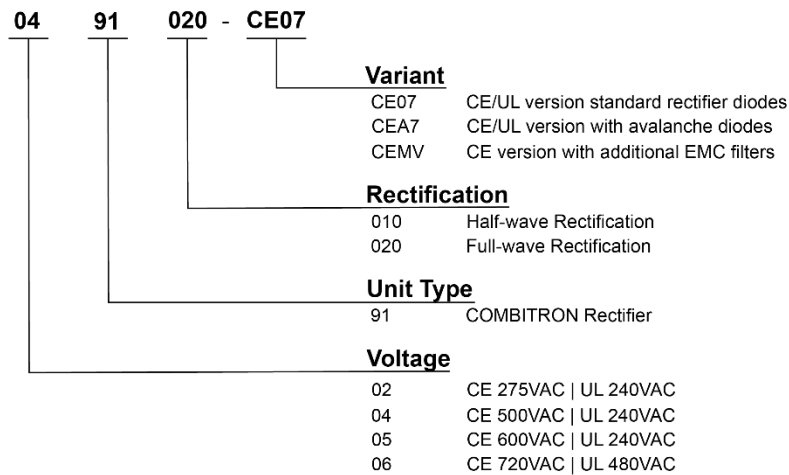 04 91 020 - CE07
Variant
CE07 CE/UL version standard rectifier diodes
CEA7 CE/UL version with avalanche diodes
CEMV CE version with additional EMC filters
Rectification
010 Half-wave Rectification
020 Full-wave Rectification
Unit Type
91 COMBITRON Rectifier
Voltage
02 CE 275VAC | UL 240VAC
04 CE 500VAC | UL 240VAC
05 CE 600VAC | UL 240VAC
06 CE 720VAC | UL 480VAC